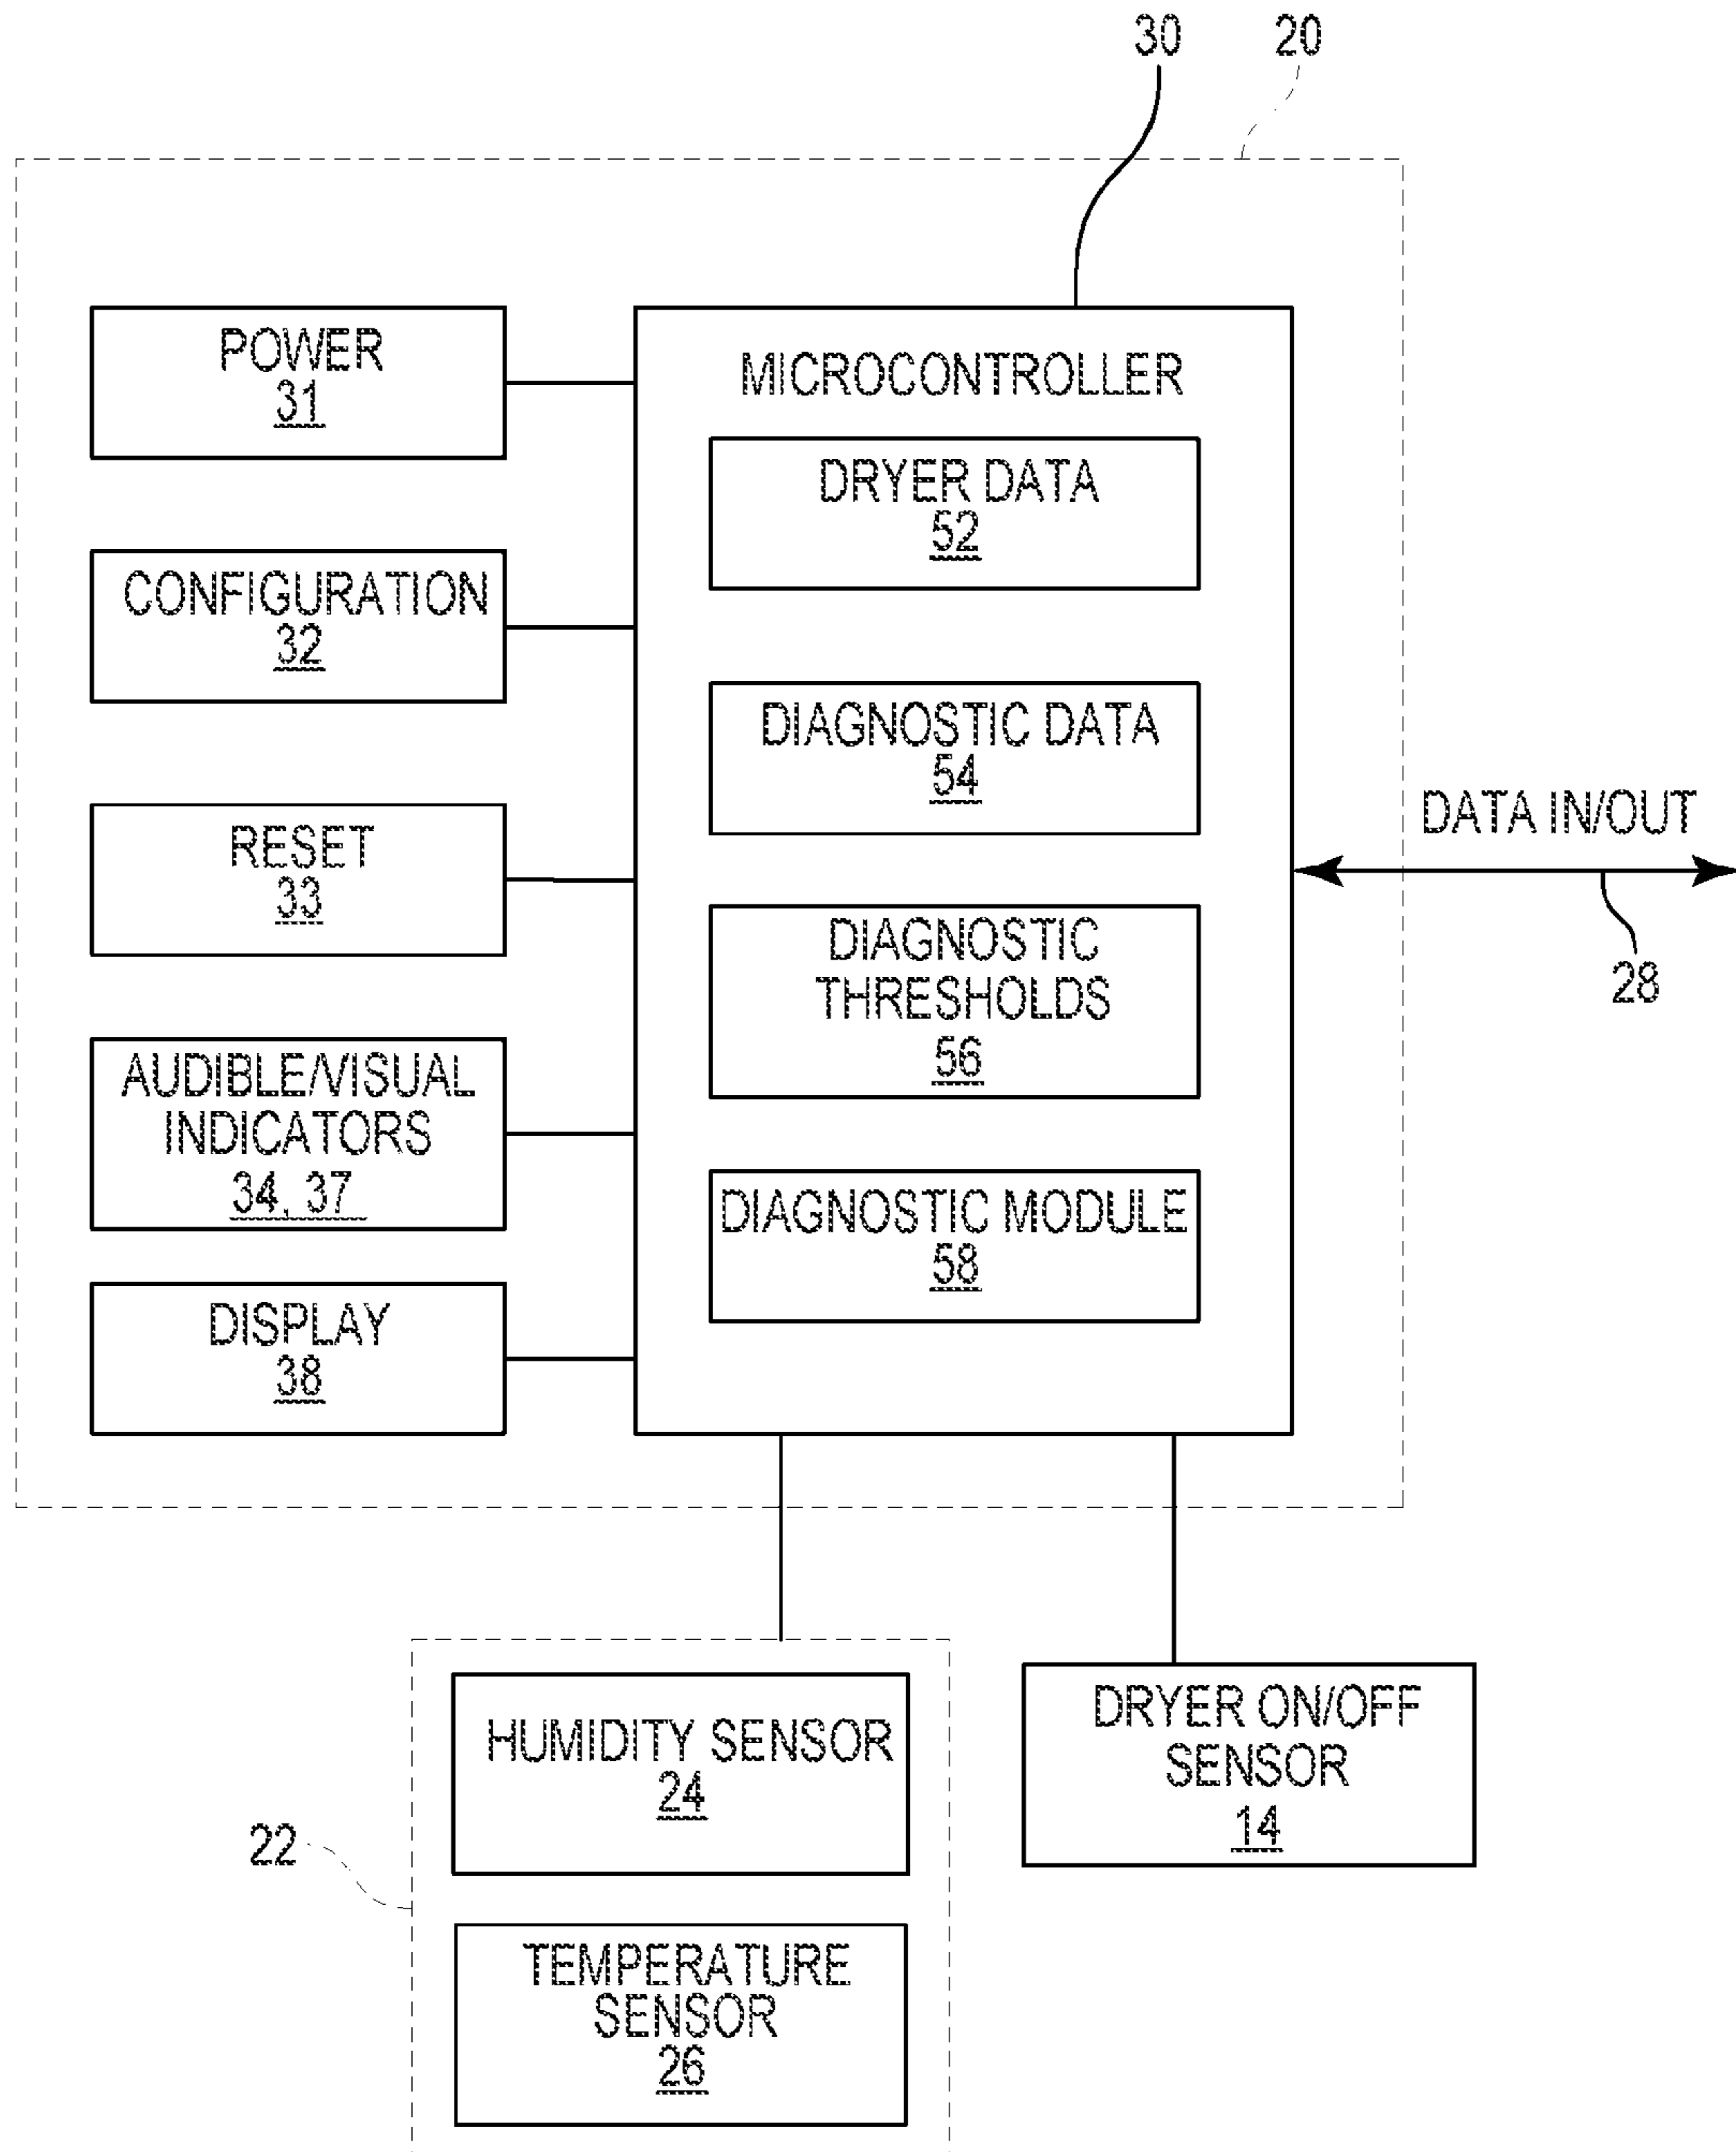 30
20
POWER
31
MICROCONTROLLER
DRYER DATA
52
CONFIGURATION
32
DIAGNOSTIC DATA
54
DATA IN/OUT
28
RESET
33
DIAGNOSTIC
THRESHOLDS
56
AUDIBLE/VISUAL
INDICATORS
34, 37
DIAGNOSTIC MODULE
58
DISPLAY
38
HUMIDITY SENSOR
24
DRYER ON/OFF
SENSOR
14
22
TEMPERATURE
SENSOR
26